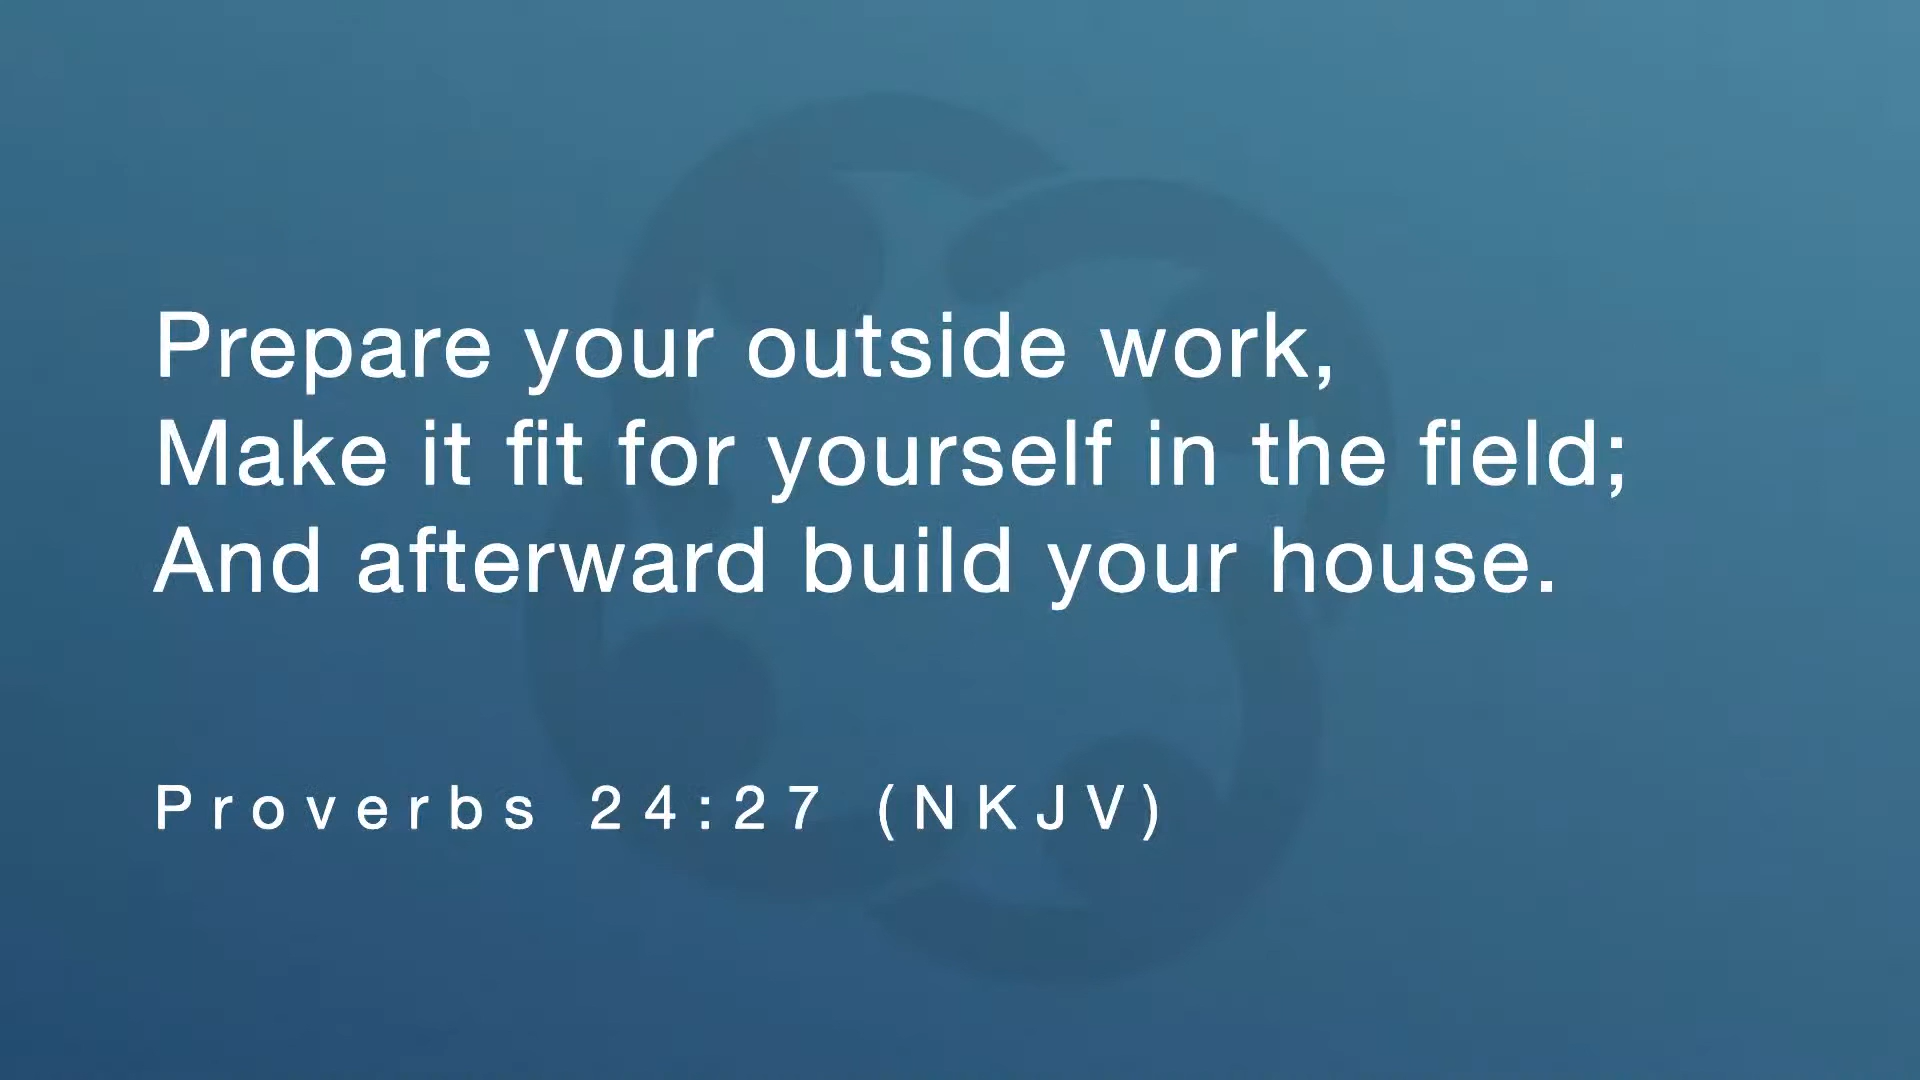 Prepare your outside work,
Make it fit for yourself in the field;
And afterward build your house.
Proverbs 24:27 (NKJV)